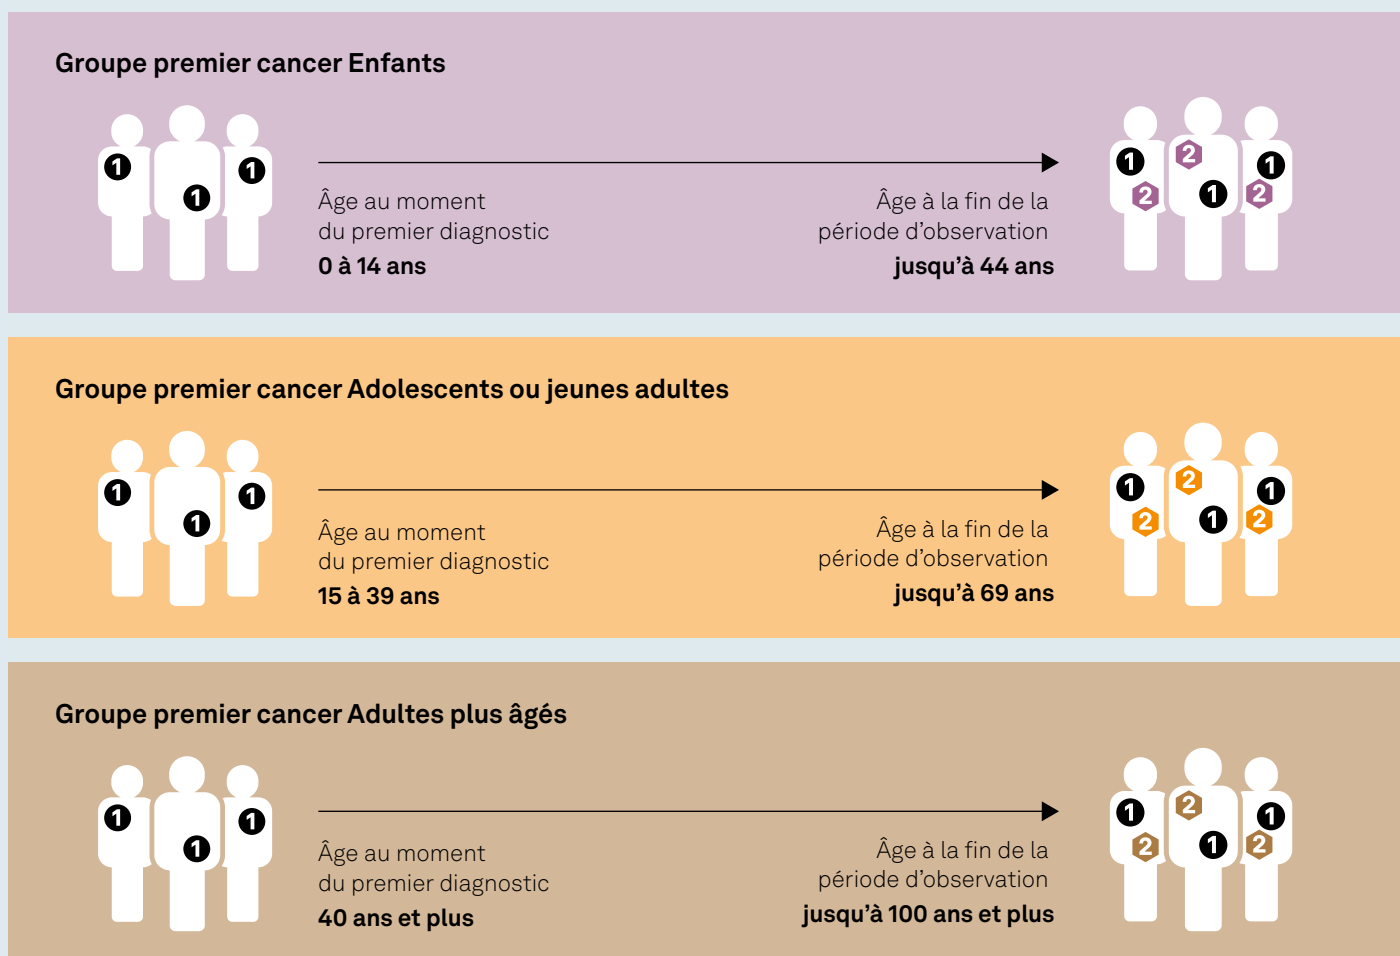 Groupe premier cancer Enfants
1 1 1
2
1 1
2 1 2
Âge au moment
du premier diagnostic
0 à 14 ans
Âge à la fin de la
période d’observation
jusqu’à 44 ans
Groupe premier cancer Adolescents ou jeunes adultes
1 1 1
2
1 1
2 1 2
Âge au moment
du premier diagnostic
15 à 39 ans
Âge à la fin de la
période d’observation
jusqu’à 69 ans
Groupe premier cancer Adultes plus âgés
1 1 1
2
1 1
2 1 2
Âge au moment
du premier diagnostic
40 ans et plus
Âge à la fin de la
période d’observation
jusqu’à 100 ans et plus